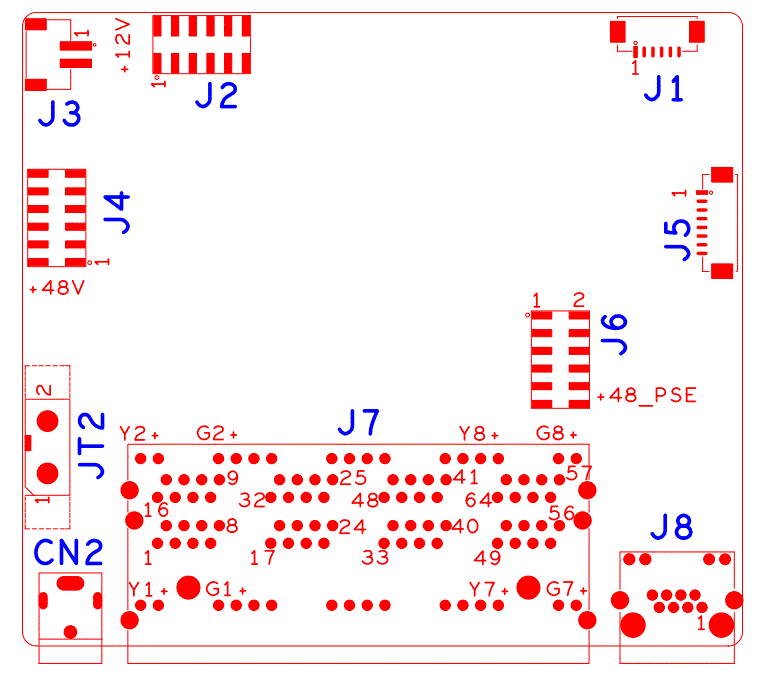 1
+12V
1
J2
J3
1
J1
J4
1
+48V
1
J5
1 2
J6
+48_PSE
2
JT2
1
J7
Y2+ G2+ Y8+ G8+
9 25 41 57
16 32 48 64 56
8 24 40
1 17 33 49
Y1+ G1+ Y7+ G7+
CN2
J8
1